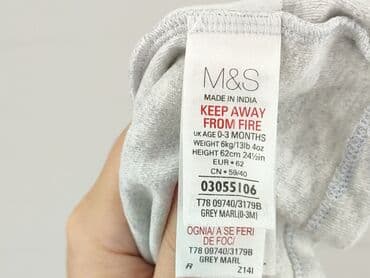 M&S
MADE IN INDIA
KEEP AWAY
FROM FIRE
UK AGE 0-3 MONTHS
WEIGHT 6kg/13lb 4oz
HEIGHT 62cm 24½in
EUR • 62
CN • 59/40
03055106
T78 09740/3179B
GREY MARL(0-3M)
OGNIA/A SE FERI
DE FOC/
T78 09740/3179B
GREY MARL
R Z14I